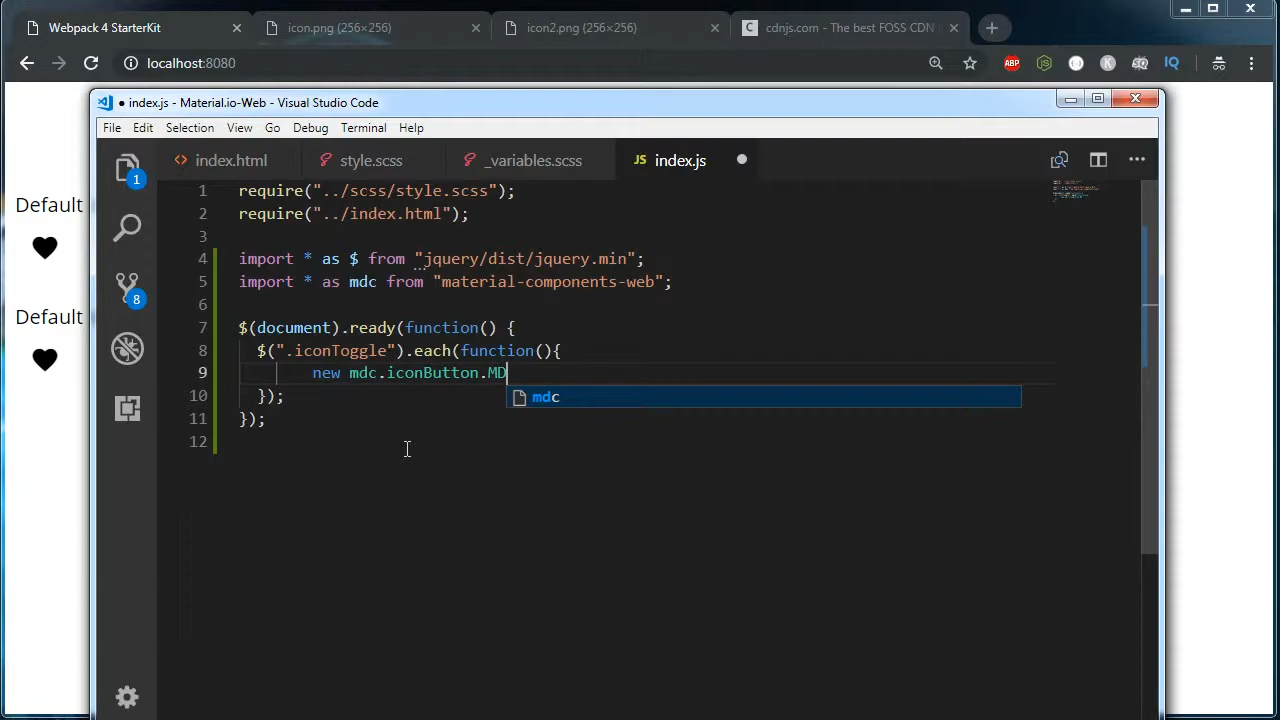 Webpack 4 StarterKit
icon.png (256×256)
icon2.png (256×256)
cdnjs.com - The best FOSS CDN
localhost:8080
ABP
IQ
index.js - Material.io-Web - Visual Studio Code
File Edit Selection View Go Debug Terminal Help
index.html
style.scss
_variables.scss
JS index.js
1
8
Default
Default
1 require("../scss/style.scss");
2 require("../index.html");
3
4 import * as $ from "jquery/dist/jquery.min";
5 import * as mdc from "material-components-web";
6
7 $(document).ready(function() {
8 $(".iconToggle").each(function(){
9 new mdc.iconButton.MD
mdc
10 });
11 });
12